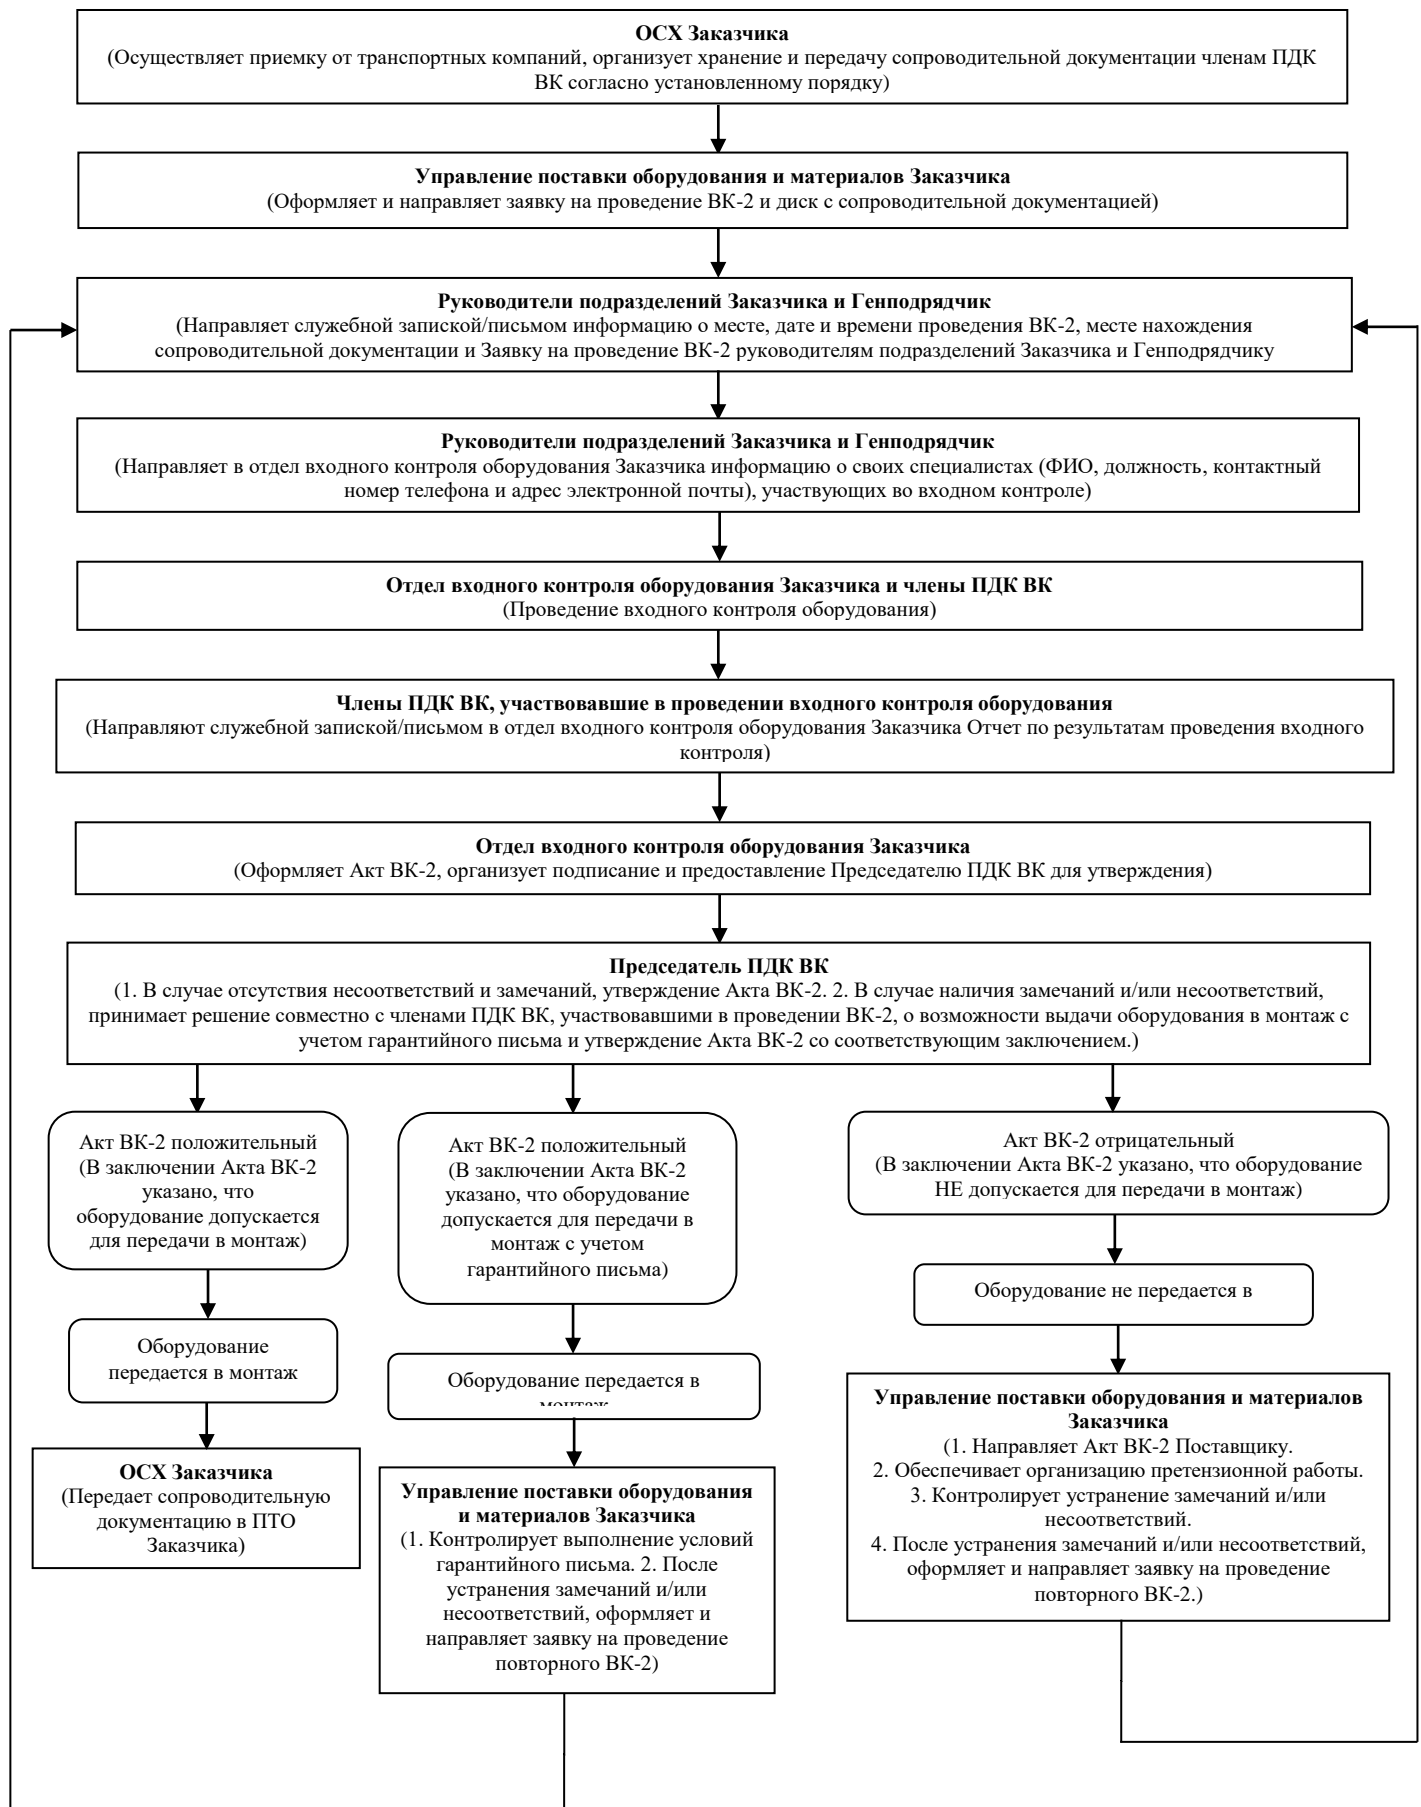 ОСХ Заказчика
(Осуществляет приемку от транспортных компаний, организует хранение и передачу сопроводительной документации членам ПДК
ВК согласно установленному порядку)
Управление поставки оборудования и материалов Заказчика
(Оформляет и направляет заявку на проведение ВК-2 и диск с сопроводительной документацией)
Руководители подразделений Заказчика и Генподрядчик
(Направляет служебной запиской/письмом информацию о месте, дате и времени проведения ВК-2, месте нахождения
сопроводительной документации и Заявку на проведение ВК-2 руководителям подразделений Заказчика и Генподрядчику
Руководители подразделений Заказчика и Генподрядчик
(Направляет в отдел входного контроля оборудования Заказчика информацию о своих специалистах (ФИО, должность, контактный
номер телефона и адрес электронной почты), участвующих во входном контроле)
Отдел входного контроля оборудования Заказчика и члены ПДК ВК
(Проведение входного контроля оборудования)
Члены ПДК ВК, участвовавшие в проведении входного контроля оборудования
(Направляют служебной запиской/письмом в отдел входного контроля оборудования Заказчика Отчет по результатам проведения входного
контроля)
Отдел входного контроля оборудования Заказчика
(Оформляет Акт ВК-2, организует подписание и предоставление Председателю ПДК ВК для утверждения)
Председатель ПДК ВК
(1. В случае отсутствия несоответствий и замечаний, утверждение Акта ВК-2. 2. В случае наличия замечаний и/или несоответствий,
принимает решение совместно с членами ПДК ВК, участвовавшими в проведении ВК-2, о возможности выдачи оборудования в монтаж с
учетом гарантийного письма и утверждение Акта ВК-2 со соответствующим заключением.)
Акт ВК-2 положительный
(В заключении Акта ВК-2
указано, что
оборудование допускается
для передачи в монтаж)
Оборудование
передается в монтаж
ОСХ Заказчика
(Передает сопроводительную
документацию в ПТО
Заказчика)
Акт ВК-2 положительный
(В заключении Акта ВК-2
указано, что оборудование
допускается для передачи в
монтаж с учетом
гарантийного письма)
Оборудование передается в
монтаж
Управление поставки оборудования
и материалов Заказчика
(1. Контролирует выполнение условий
гарантийного письма. 2. После
устранения замечаний и/или
несоответствий, оформляет и
направляет заявку на проведение
повторного ВК-2)
Акт ВК-2 отрицательный
(В заключении Акта ВК-2 указано, что оборудование
НЕ допускается для передачи в монтаж)
Оборудование не передается в
Управление поставки оборудования и материалов
Заказчика
(1. Направляет Акт ВК-2 Поставщику.
2. Обеспечивает организацию претензионной работы.
3. Контролирует устранение замечаний и/или
несоответствий.
4. После устранения замечаний и/или несоответствий,
оформляет и направляет заявку на проведение
повторного ВК-2.)